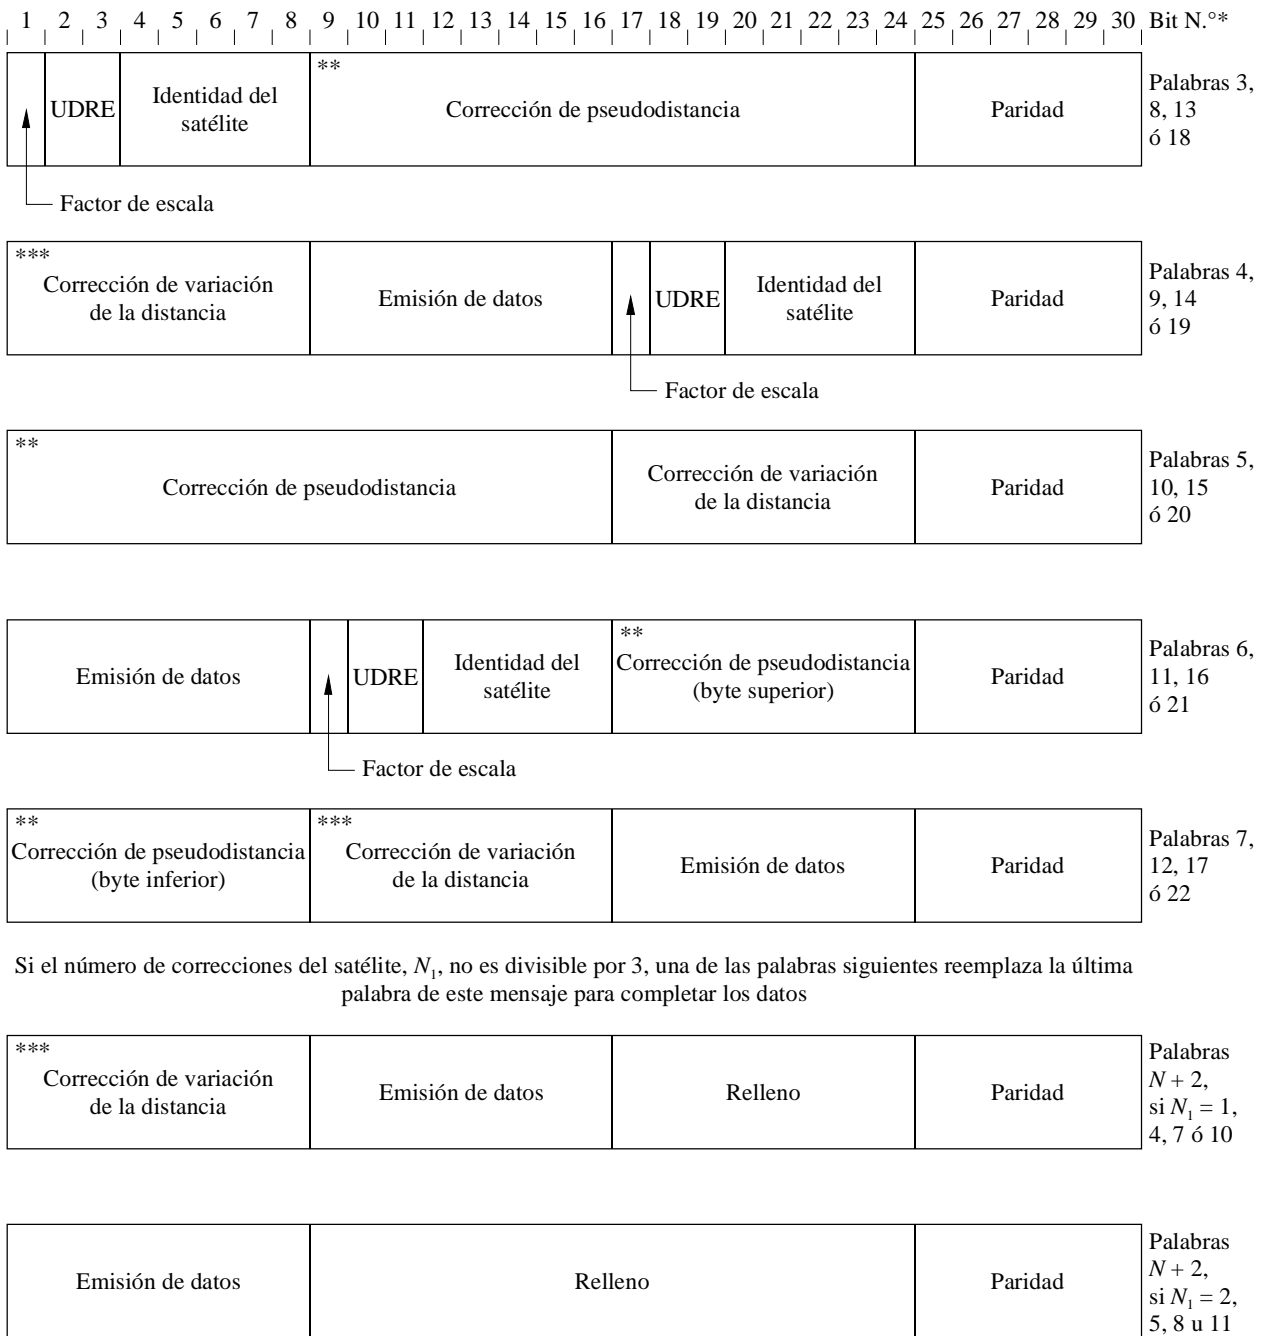 1 2 3 4 5 6 7 8 9 10 11 12 13 14 15 16 17 18 19 20 21 22 23 24 25 26 27 28 29 30 Bit N.°*
UDRE
Identidad del
satélite
**
Corrección de pseudodistancia
Paridad
Palabras 3,
8, 13
ó 18
Factor de escala
***
Corrección de variación
de la distancia
Emisión de datos
UDRE
Identidad del
satélite
Paridad
Palabras 4,
9, 14
ó 19
Factor de escala
**
Corrección de pseudodistancia
Corrección de variación
de la distancia
Paridad
Palabras 5,
10, 15
ó 20
Emisión de datos
UDRE
Identidad del
satélite
**
Corrección de pseudodistancia
(byte superior)
Paridad
Palabras 6,
11, 16
ó 21
Factor de escala
**
Corrección de pseudodistancia
(byte inferior)
***
Corrección de variación
de la distancia
Emisión de datos
Paridad
Palabras 7,
12, 17
ó 22
Si el número de correcciones del satélite, N1, no es divisible por 3, una de las palabras siguientes reemplaza la última
palabra de este mensaje para completar los datos
***
Corrección de variación
de la distancia
Emisión de datos
Relleno
Paridad
Palabras
N + 2,
si N1 = 1,
4, 7 ó 10
Emisión de datos
Relleno
Paridad
Palabras
N + 2,
si N1 = 2,
5, 8 u 11